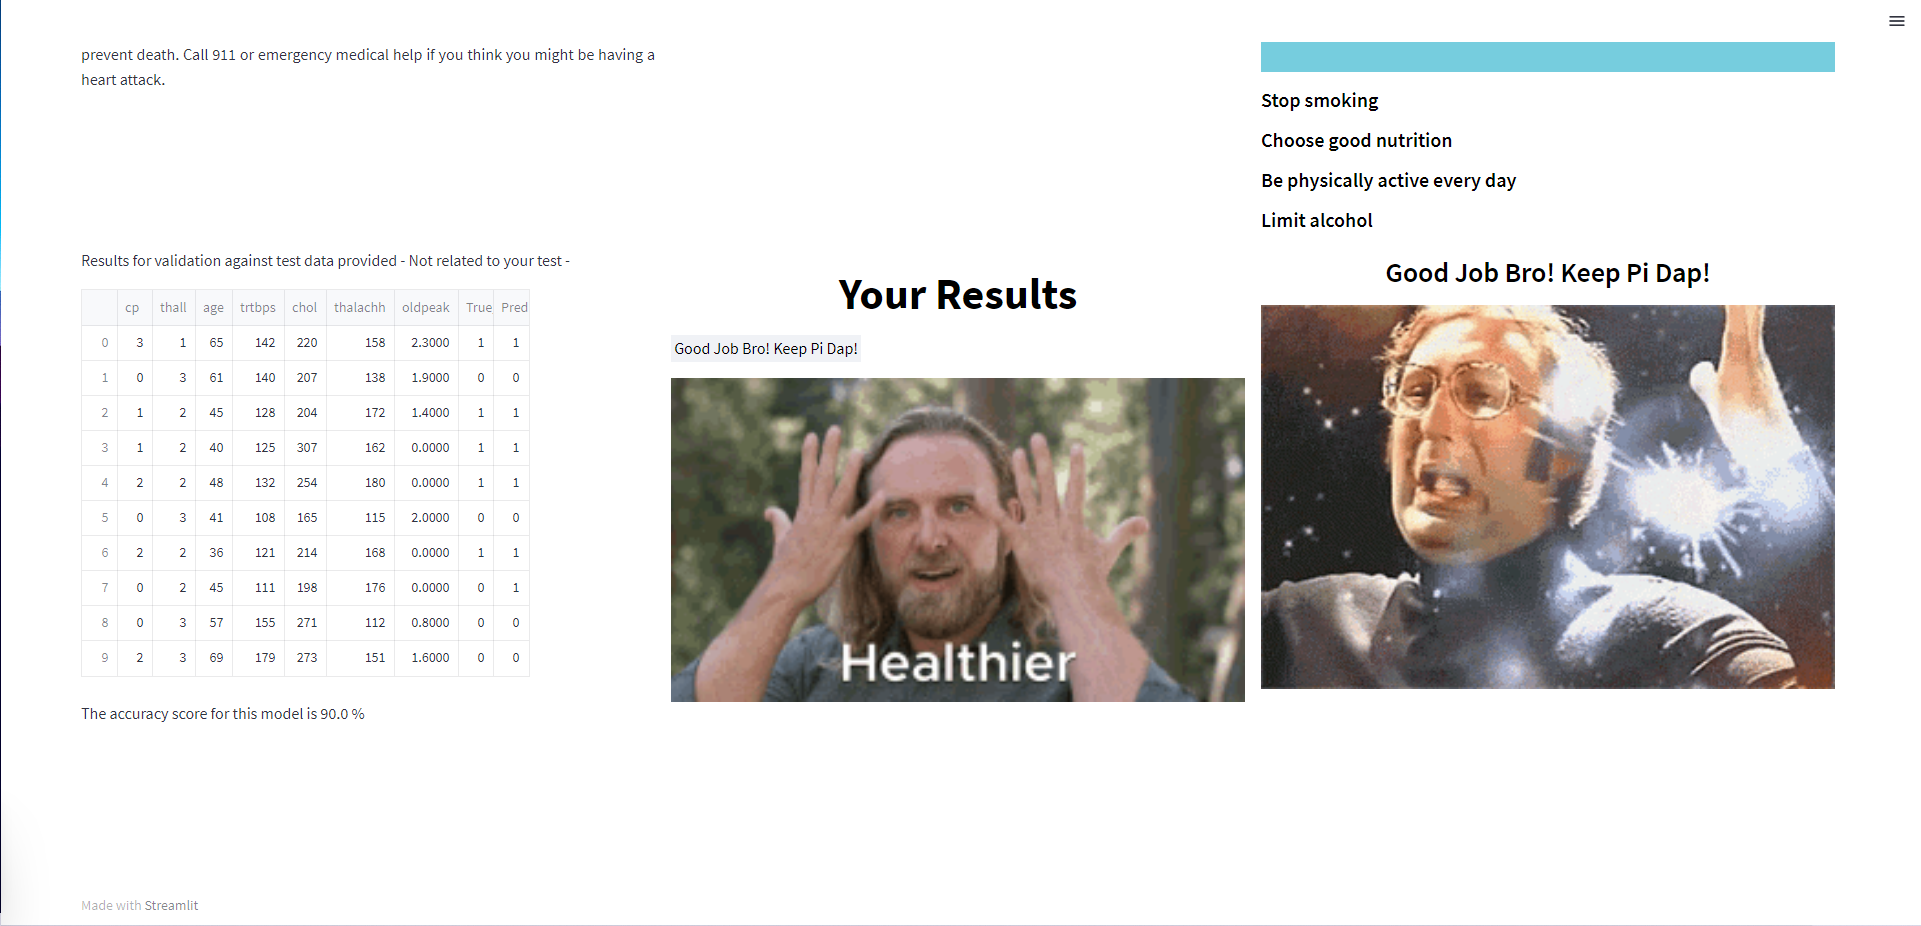 prevent death. Call 911 or emergency medical help if you think you might be having a
heart attack.
Results for validation against test data provided - Not related to your test -
cp thall age trtbps chol thalachh oldpeak True Pred
0 3 1 65 142 220 158 2.3000 1 1
1 0 3 61 140 207 138 1.9000 0 0
2 1 2 45 128 204 172 1.4000 1 1
3 1 2 40 125 307 162 0.0000 1 1
4 2 2 48 132 254 180 0.0000 1 1
5 0 3 41 108 165 115 2.0000 0 0
6 2 2 36 121 214 168 0.0000 1 1
7 0 2 45 111 198 176 0.0000 0 1
8 0 3 57 155 271 112 0.8000 0 0
9 2 3 69 179 273 151 1.6000 0 0
The accuracy score for this model is 90.0 %
Made with Streamlit
Your Results
Good Job Bro! Keep Pi Dap!
Healthier
Stop smoking
Choose good nutrition
Be physically active every day
Limit alcohol
Good Job Bro! Keep Pi Dap!